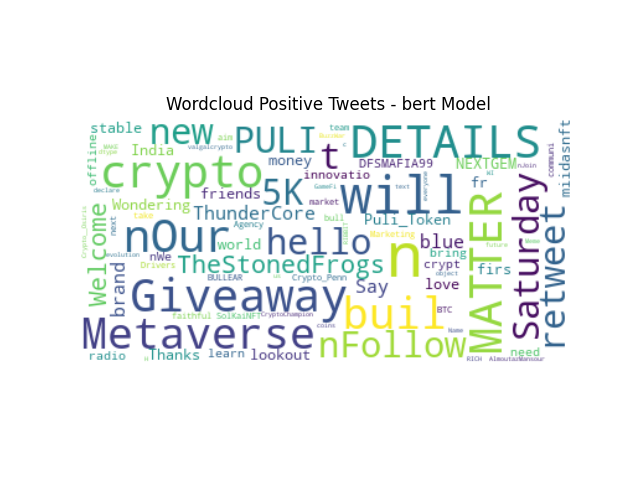 Wordcloud Positive Tweets - bert Model
stable
new
PULI
t
DETAILS
team
aim
India
valgalcrypto
money
DFSMAFIA99
NEXTGEM
nJoin
communi
miidasnft
offline
MAKE
crypto
5K
innovatio
will
fr
W1
everyone
text
GameFi
declare
Wondering
friends
market
take
ThunderCore
bull
Puli_Token
Welcome
next
nOur
Agency
hello
n
blue
MATTER
Saturday
retweet
world
Marketing
bring
future
evolution
nWe
TheStonedFrogs
crypt
firs
Meme
Drivers
BULLEAR
Crypto_Penn
Say
love
object
brand
Giveaway
buil
BTC
faithful
SolKaiNFT
CryptoChampion
coins
Name
Metaverse
nFollow
need
radio
Thanks
learn
lookout
RICH
AlmoutazMansour